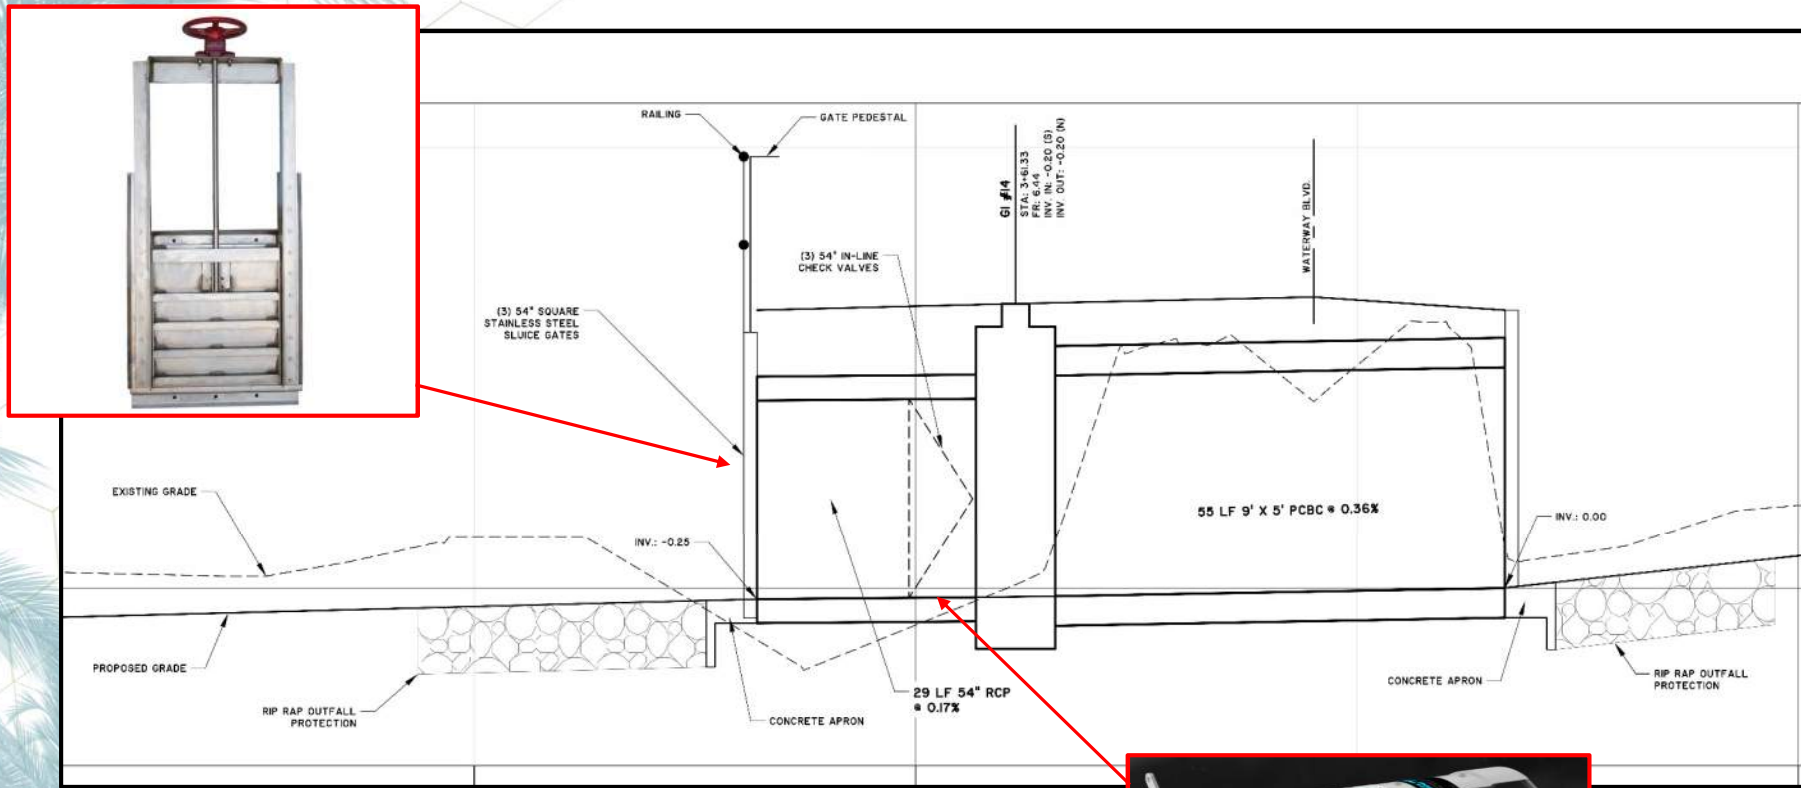 RAILING
GATE PEDESTAL
GI #14
STA: 3+61.33
FR: 6.44
INV. IN: -0.20 (S)
INV. OUT: -0.20 (N)
WATERWAY BLVD.
(3) 54" IN-LINE
CHECK VALVES
(3) 54" SQUARE
STAINLESS STEEL
SLUICE GATES
EXISTING GRADE
INV.: -0.25
55 LF 9' X 5' PCBC @ 0.36%
INV.: 0.00
PROPOSED GRADE
RIP RAP OUTFALL
PROTECTION
29 LF 54" RCP
@ 0.17%
CONCRETE APRON
CONCRETE APRON
RIP RAP OUTFALL
PROTECTION